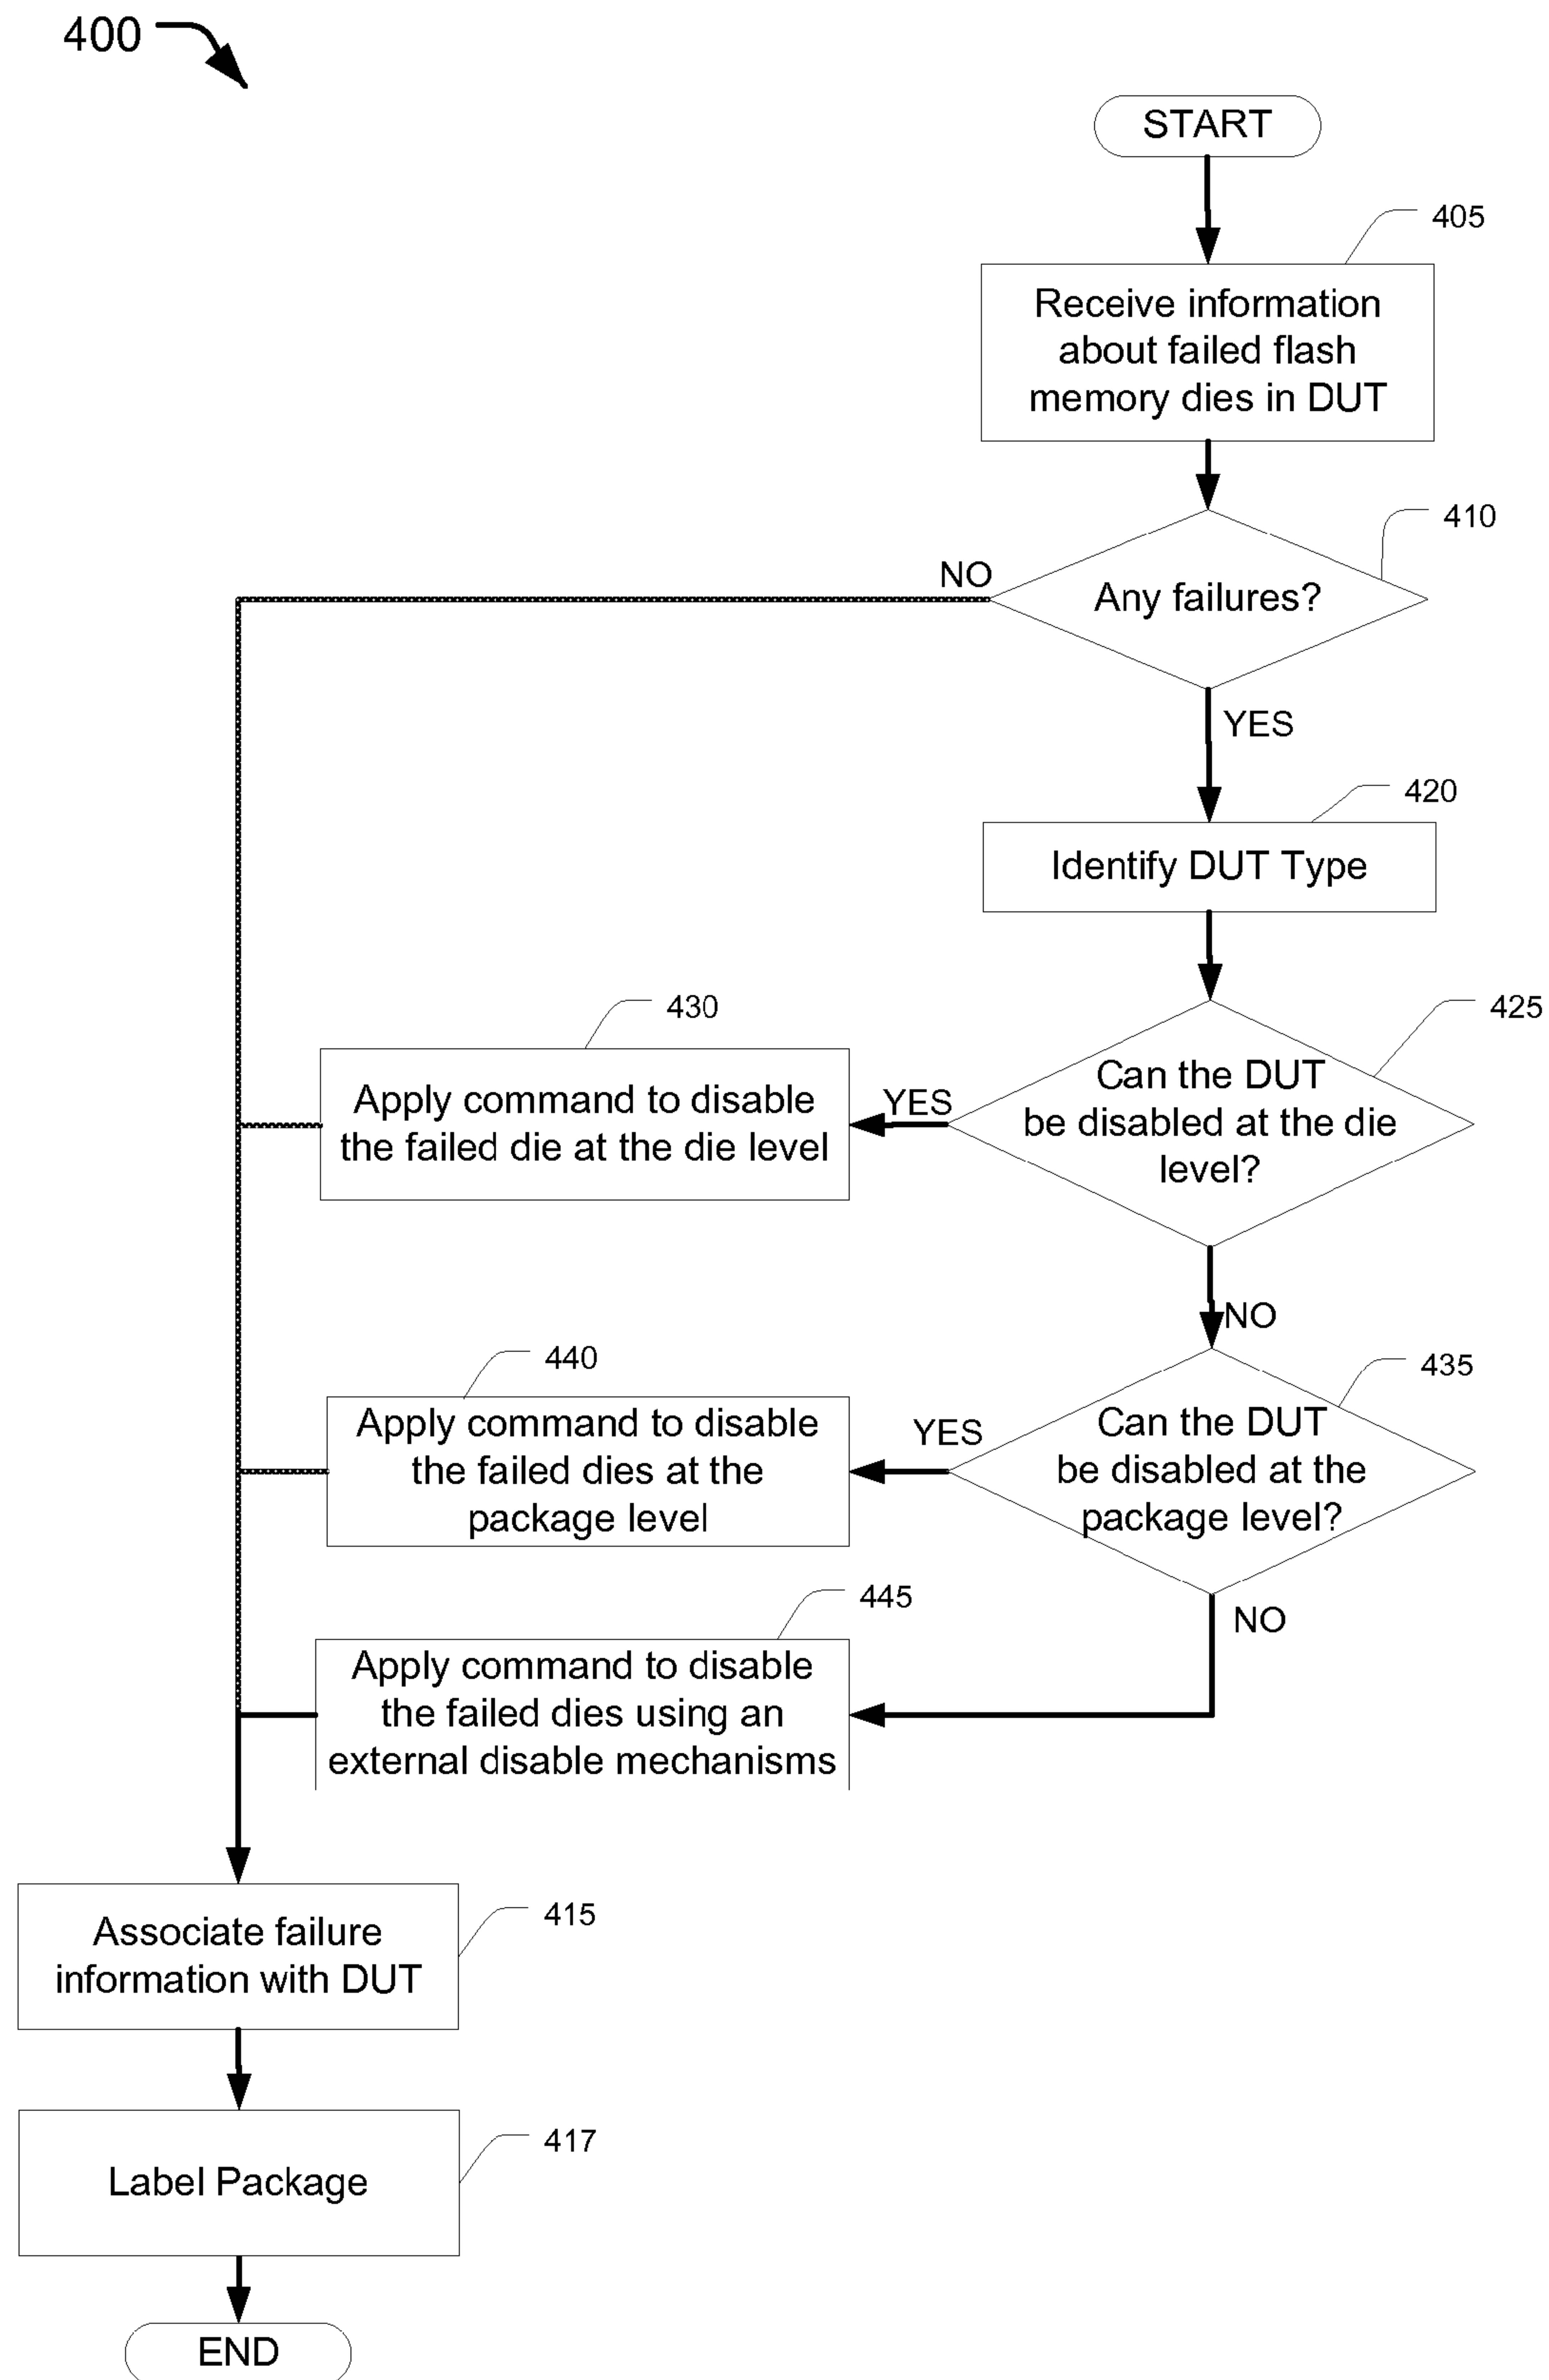 400
START
405
Receive information
about failed flash
memory dies in DUT
410
NO
Any failures?
YES
420
Identify DUT Type
430
425
Apply command to disable
the failed die at the die level
YES
Can the DUT
be disabled at the die
level?
NO
440
435
Apply command to disable
the failed dies at the
package level
YES
Can the DUT
be disabled at the
package level?
445
NO
Apply command to disable
the failed dies using an
external disable mechanisms
Associate failure
information with DUT
415
Label Package
417
END